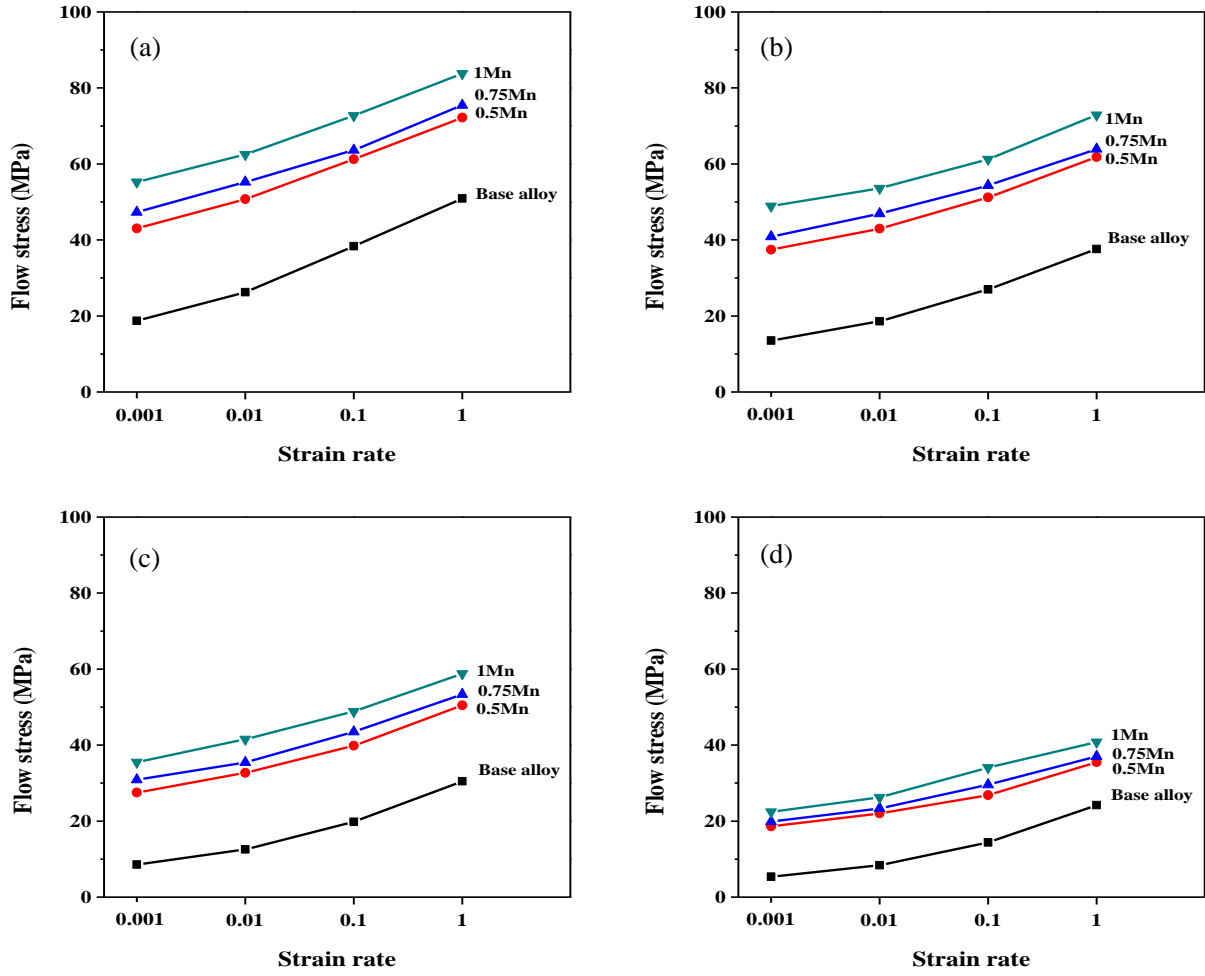 (a)
Flow stress (MPa)
100
80
60
40
20
0
1Mn
0.75Mn
0.5Mn
Base alloy
0.001 0.01 0.1 1
Strain rate
(b)
Flow stress (MPa)
100
80
60
40
20
0
1Mn
0.75Mn
0.5Mn
Base alloy
0.001 0.01 0.1 1
Strain rate
(c)
Flow stress (MPa)
100
80
60
40
20
0
1Mn
0.75Mn
0.5Mn
Base alloy
0.001 0.01 0.1 1
Strain rate
(d)
Flow stress (MPa)
100
80
60
40
20
0
1Mn
0.75Mn
0.5Mn
Base alloy
0.001 0.01 0.1 1
Strain rate